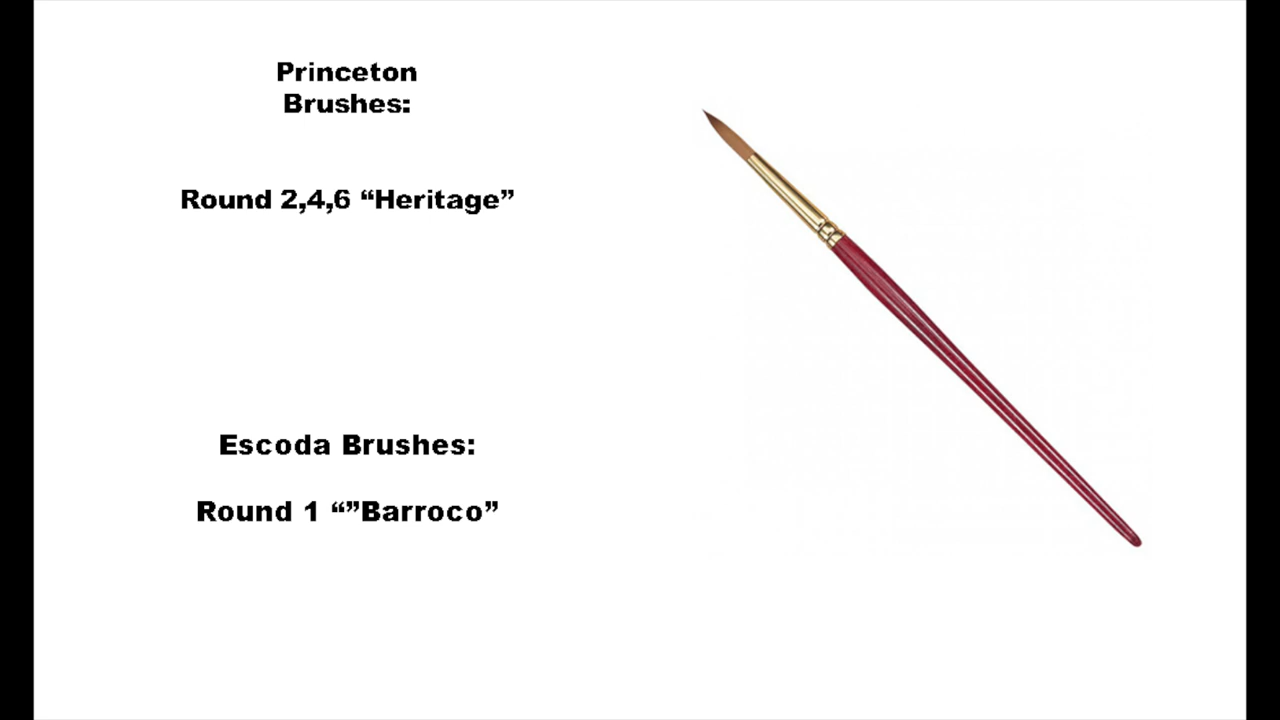 Princeton
Brushes:
Round 2,4,6 “Heritage”
Escoda Brushes:
Round 1 “”Barroco”